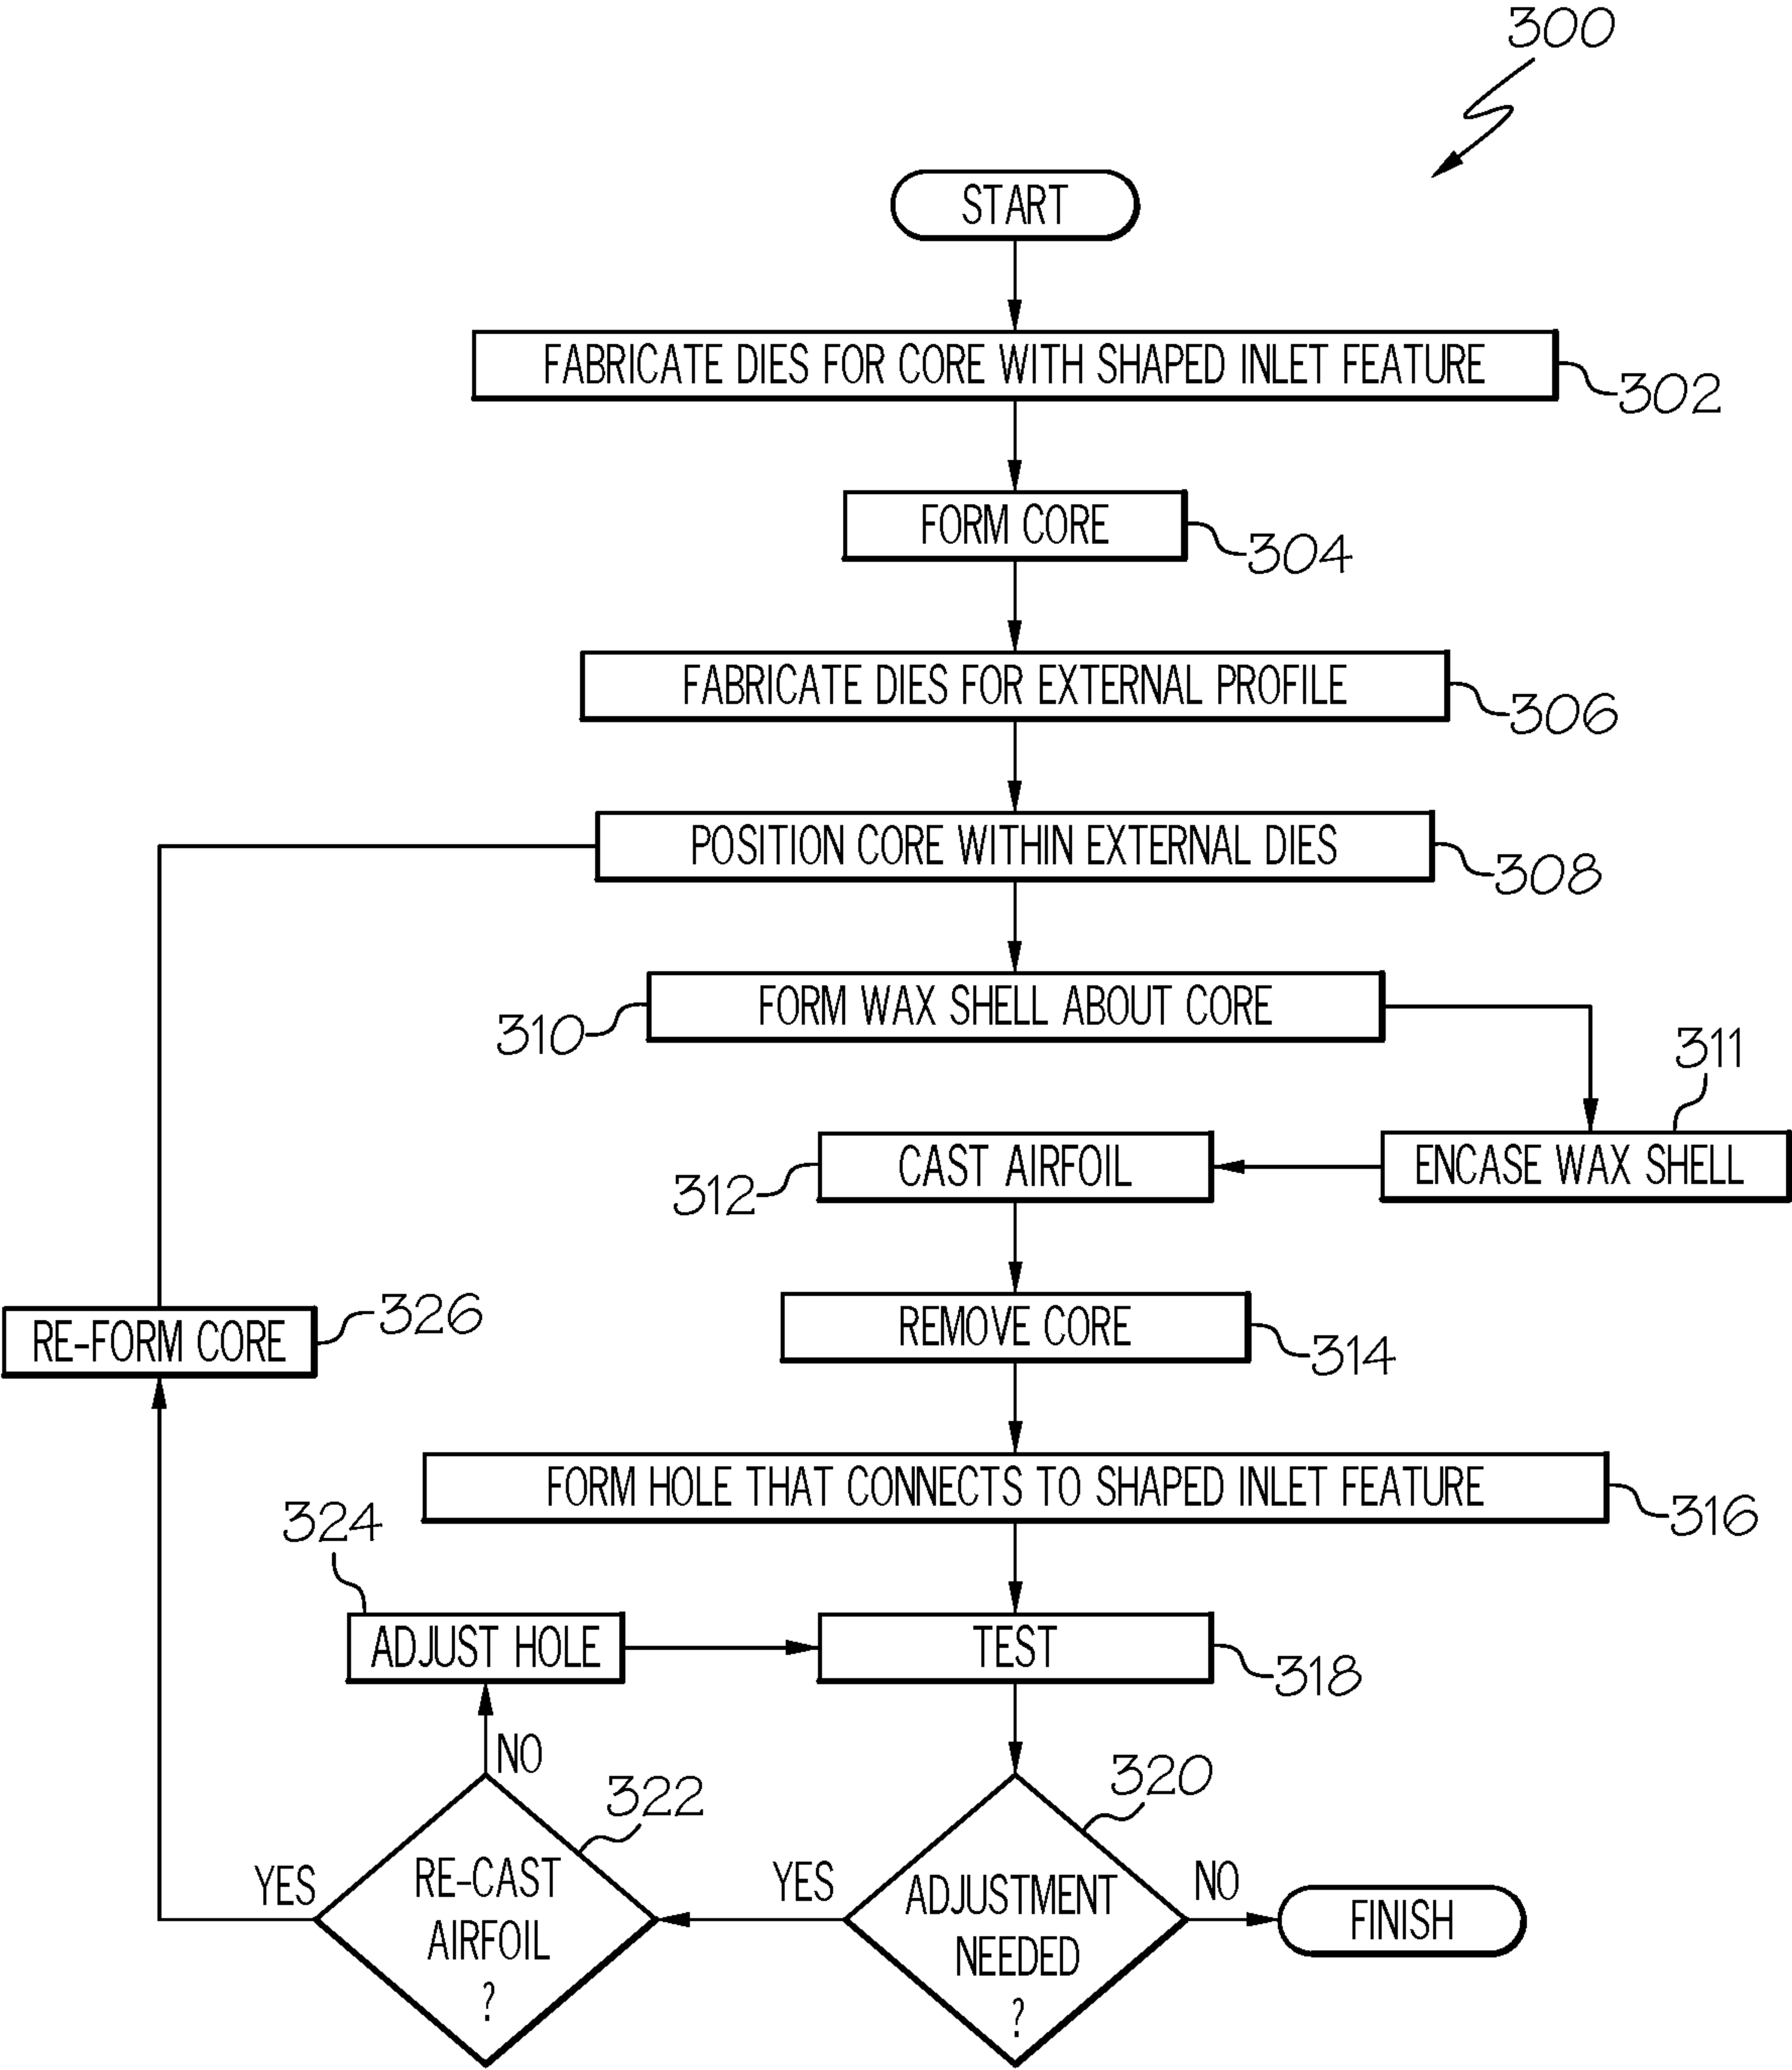 300
START
FABRICATE DIES FOR CORE WITH SHAPED INLET FEATURE
302
FORM CORE
304
FABRICATE DIES FOR EXTERNAL PROFILE
306
POSITION CORE WITHIN EXTERNAL DIES
308
FORM WAX SHELL ABOUT CORE
310
311
ENCASE WAX SHELL
CAST AIRFOIL
312
REMOVE CORE
314
RE-FORM CORE
326
FORM HOLE THAT CONNECTS TO SHAPED INLET FEATURE
316
324
ADJUST HOLE
TEST
318
NO
322
320
YES
RE-CAST
AIRFOIL
?
YES
ADJUSTMENT
NEEDED
?
NO
FINISH